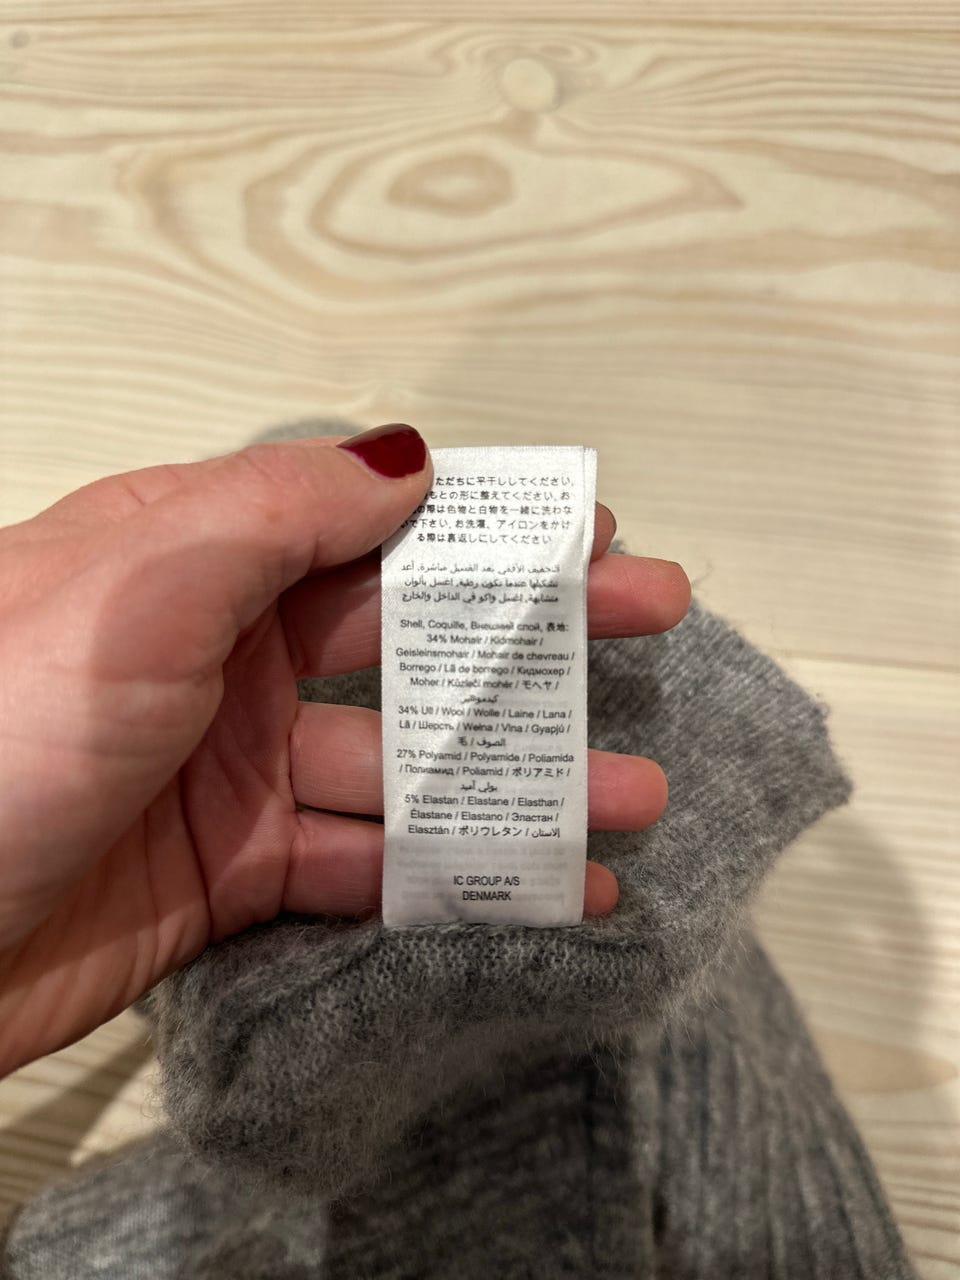 ただちに平干ししてください,
もとの形に整えてください, お
の際は色物と白物を一緒に洗わな
いで下さい, お洗濯、アイロンをかけ
る際は裏返しにしてください
التجفيف الأفقي بعد الغسيل مباشرة, أعد
تشكيلها عندما تكون رطبة, اغسل بألوان
متشابهة, إغسل واكو في الداخل والخارج
Shell, Coquille, Внешний слой, 表地:
34% Mohair / Kidmohair /
Geisleinsmohair / Mohair de chevreau /
Borrego / Lã de borrego / Кидмохер /
Moher / Kůzlečí mohér / モヘヤ /
34% Ull / Wool / Wolle / Laine / Lana /
Lã / Шерсть / Wełna / Vlna / Gyapjú /
毛 / الصوف
27% Polyamid / Polyamide / Poliamida
/ Полиамид / Poliamid / ポリアミド /
بولي أميد
5% Elastan / Elastane / Elasthan /
Élastane / Elastano / Эластан /
Elasztán / ポリウレタン / الاستان
IC GROUP A/S
DENMARK